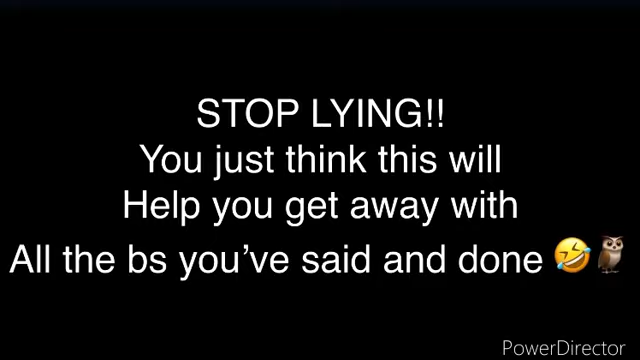 STOP LYING!!
You just think this will
Help you get away with
All the bs you’ve said and done 🤣🦉
PowerDirector